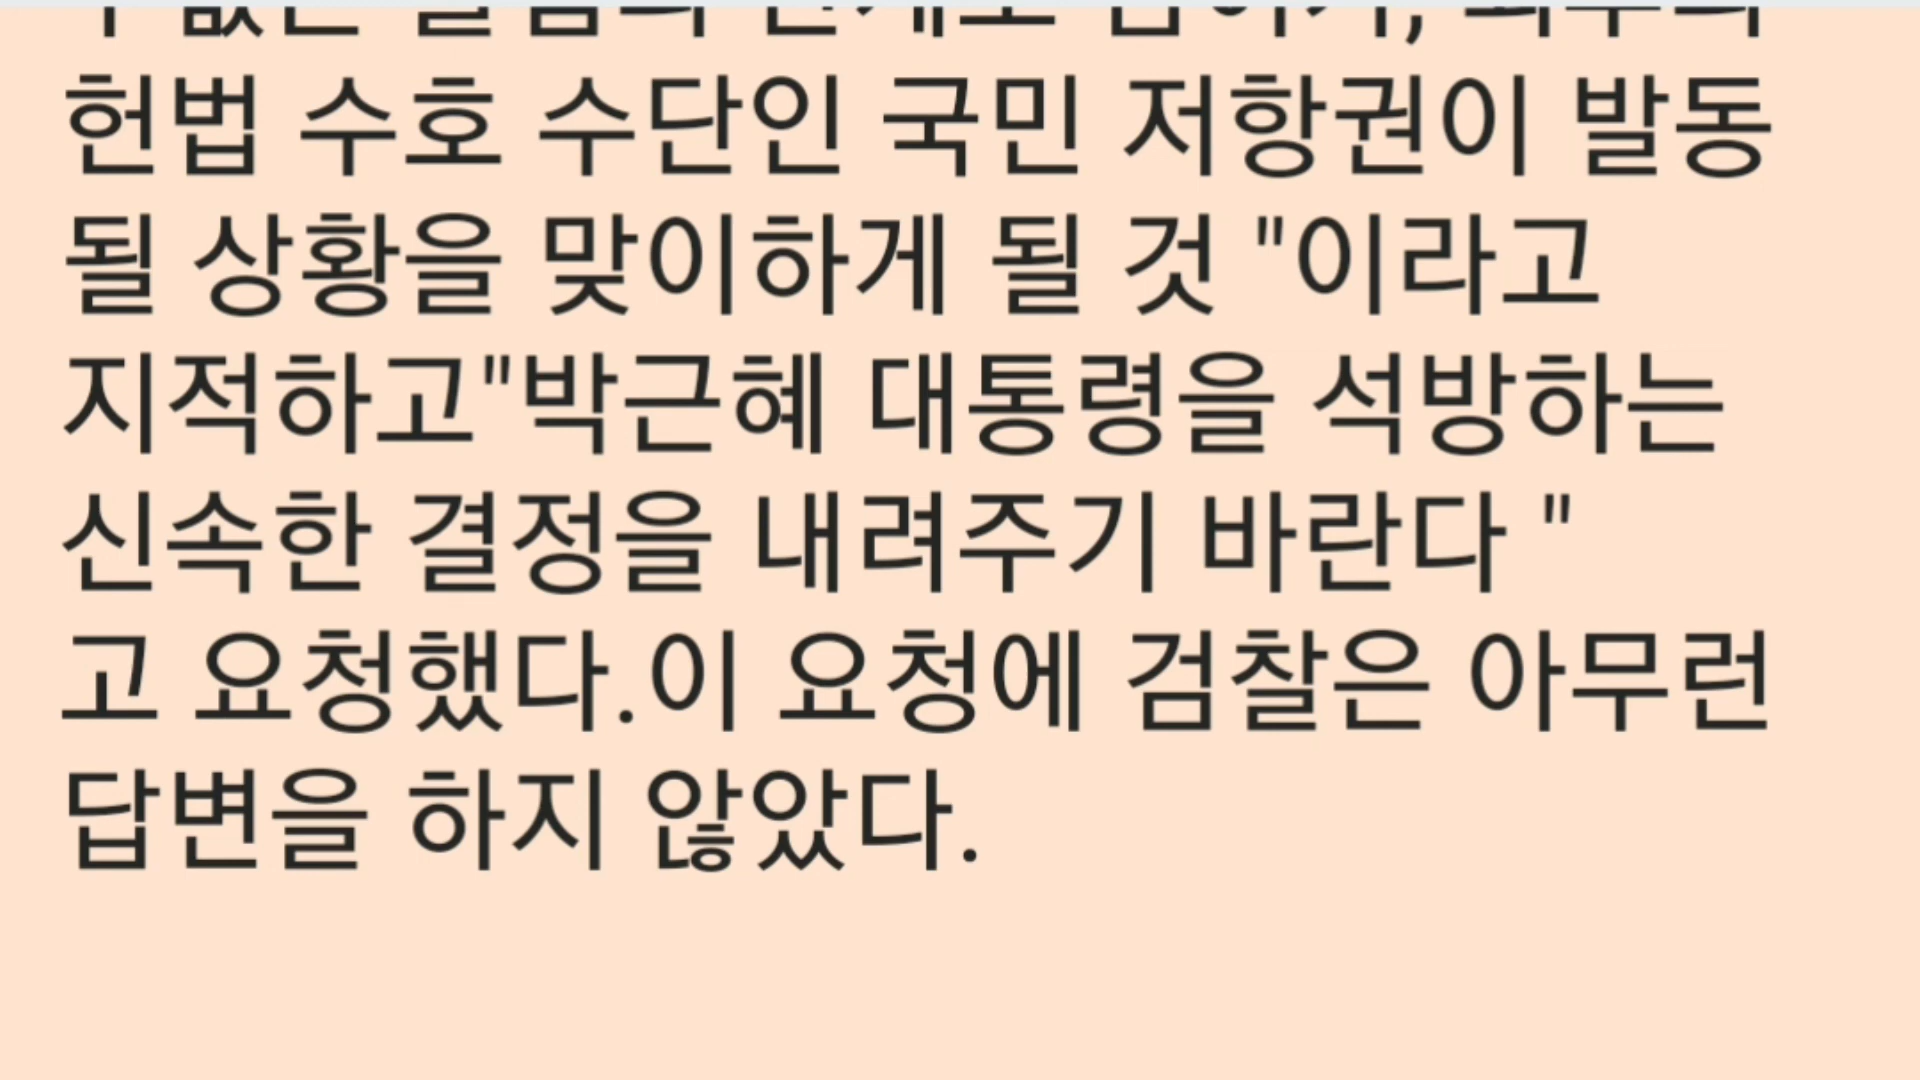 헌법 수호 수단인 국민 저항권이 발동
될 상황을 맞이하게 될 것 "이라고
지적하고"박근혜 대통령을 석방하는
신속한 결정을 내려주기 바란다 "
고 요청했다.이 요청에 검찰은 아무런
답변을 하지 않았다.